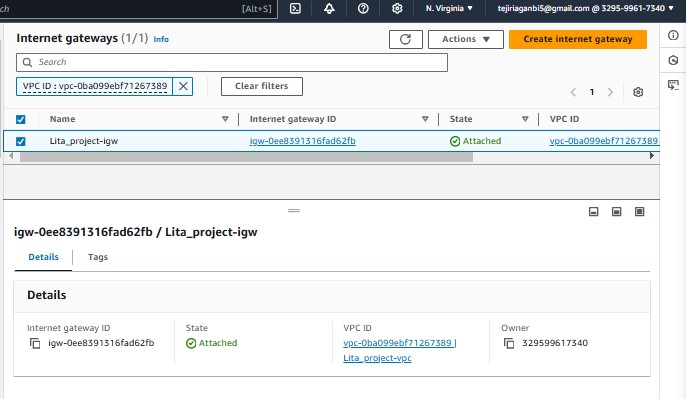 ch [Alt+S] N. Virginia tejiriaganbi5@gmail.com @ 3295-9961-7340
Internet gateways (1/1) Info
Actions
Create internet gateway
Search
VPC ID : vpc-0ba099ebf71267389
Clear filters
1
Name Internet gateway ID State VPC ID
Lita_project-igw igw-0ee8391316fad62fb Attached vpc-0ba099ebf71267389
igw-0ee8391316fad62fb / Lita_project-igw
Details Tags
Details
Internet gateway ID State VPC ID Owner
igw-0ee8391316fad62fb Attached vpc-0ba099ebf71267389 | 329599617340
Lita_project-vpc